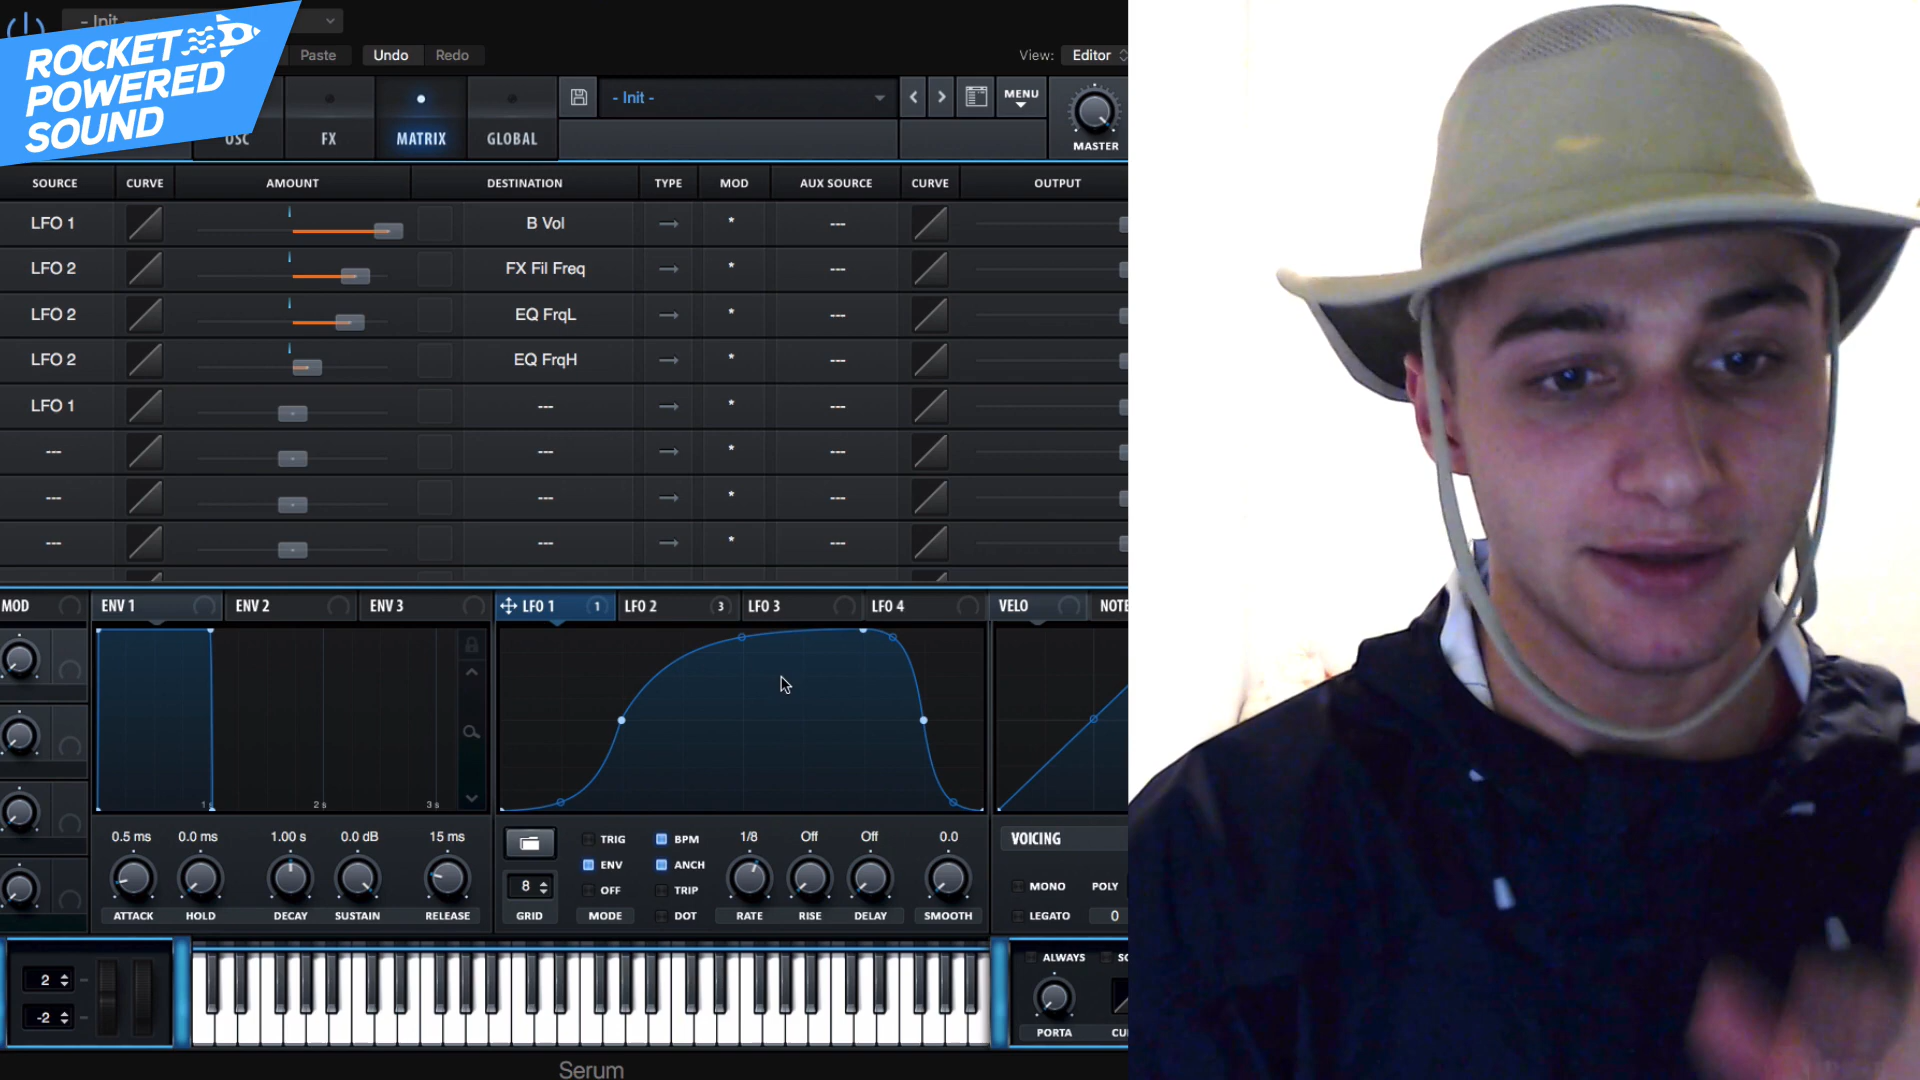 - Init -
ROCKET
POWERED
SOUND
Paste
Undo
Redo
View:
Editor
OSC
FX
MATRIX
GLOBAL
- Init -
MENU
MASTER
SOURCE
CURVE
AMOUNT
DESTINATION
TYPE
MOD
AUX SOURCE
CURVE
OUTPUT
LFO 1
B Vol
*
---
LFO 2
FX Fil Freq
*
---
LFO 2
EQ FrqL
*
---
LFO 2
EQ FrqH
*
---
LFO 1
---
*
---
---
---
*
---
---
---
*
---
---
---
*
---
MOD
ENV 1
ENV 2
ENV 3
LFO 1
1
LFO 2
3
LFO 3
LFO 4
VELO
NOTE
1 s
2 s
3 s
0.5 ms
0.0 ms
1.00 s
0.0 dB
15 ms
ATTACK
HOLD
DECAY
SUSTAIN
RELEASE
8
GRID
TRIG
ENV
OFF
MODE
BPM
ANCH
TRIP
DOT
1/8
Off
Off
0.0
RATE
RISE
DELAY
SMOOTH
VOICING
MONO
POLY
LEGATO
0
2
-2
ALWAYS
PORTA
Serum